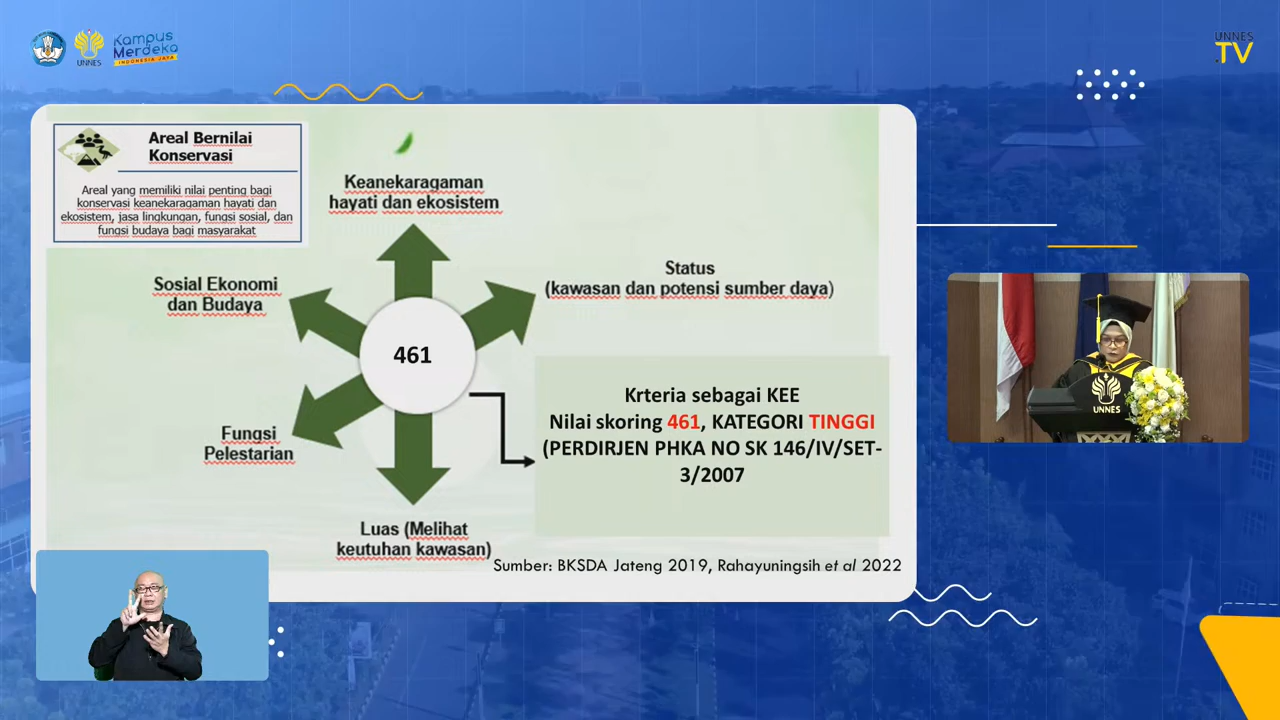 UNNES
Kampus
Merdeka
INDONESIA JAYA
UNNES
TV
Areal Bernilai
Konservasi
Areal yang memiliki nilai penting bagi
konservasi keanekaragaman hayati dan
ekosistem, jasa lingkungan, fungsi sosial, dan
fungsi budaya bagi masyarakat
Keanekaragaman
hayati dan ekosistem
Status
(kawasan dan potensi sumber daya)
Sosial Ekonomi
dan Budaya
461
Fungsi
Pelestarian
Luas (Melihat
keutuhan kawasan)
Krteria sebagai KEE
Nilai skoring 461, KATEGORI TINGGI
(PERDIRJEN PHKA NO SK 146/IV/SET-
3/2007
Sumber: BKSDA Jateng 2019, Rahayuningsih et al 2022
UNNES